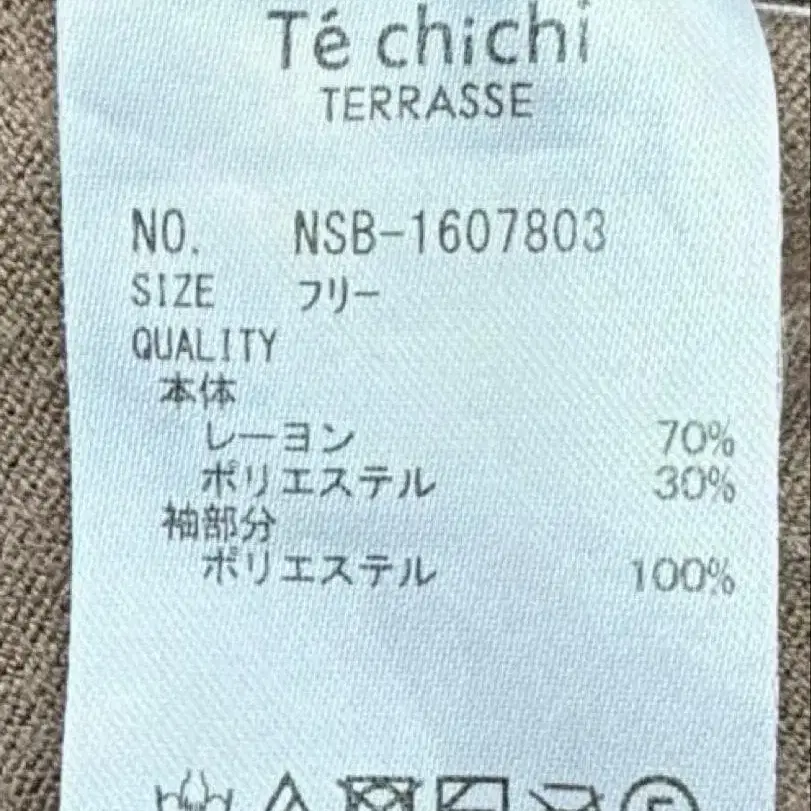 Té chichi
TERRASSE
NO. NSB-1607803
SIZE フリー
QUALITY
本体
レーヨン 70%
ポリエステル 30%
袖部分
ポリエステル 100%